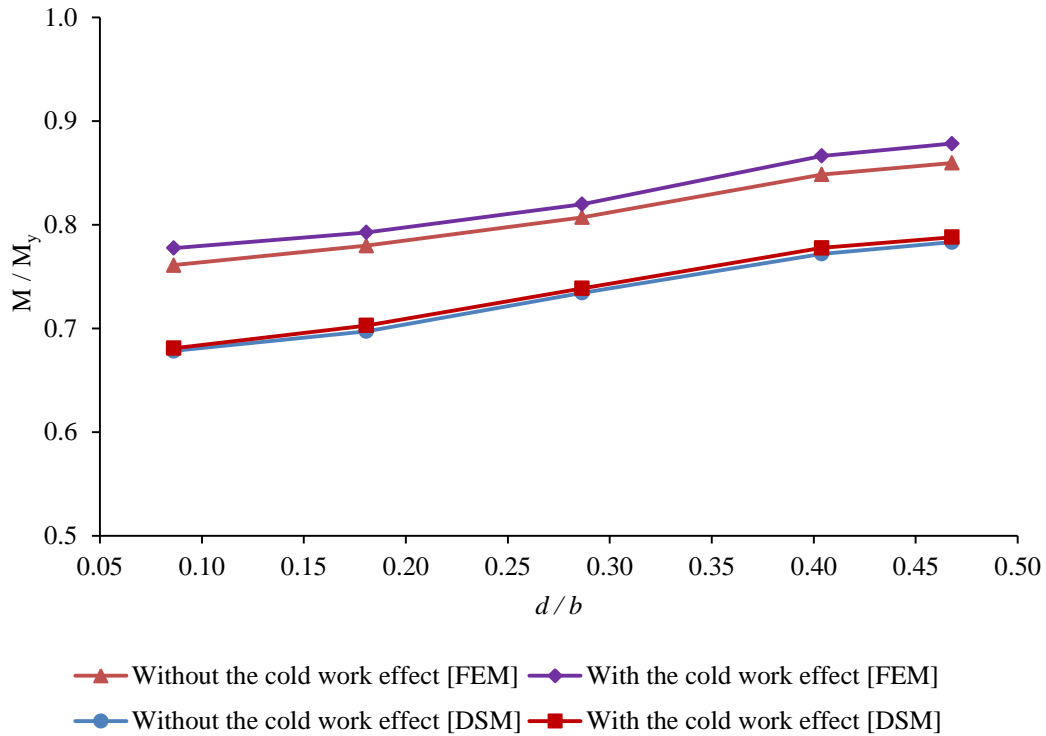 1.0
0.9
0.8
0.7
0.6
0.5
M / My
0.05 0.10 0.15 0.20 0.25 0.30 0.35 0.40 0.45 0.50
d / b
Without the cold work effect [FEM] With the cold work effect [FEM]
Without the cold work effect [DSM] With the cold work effect [DSM]